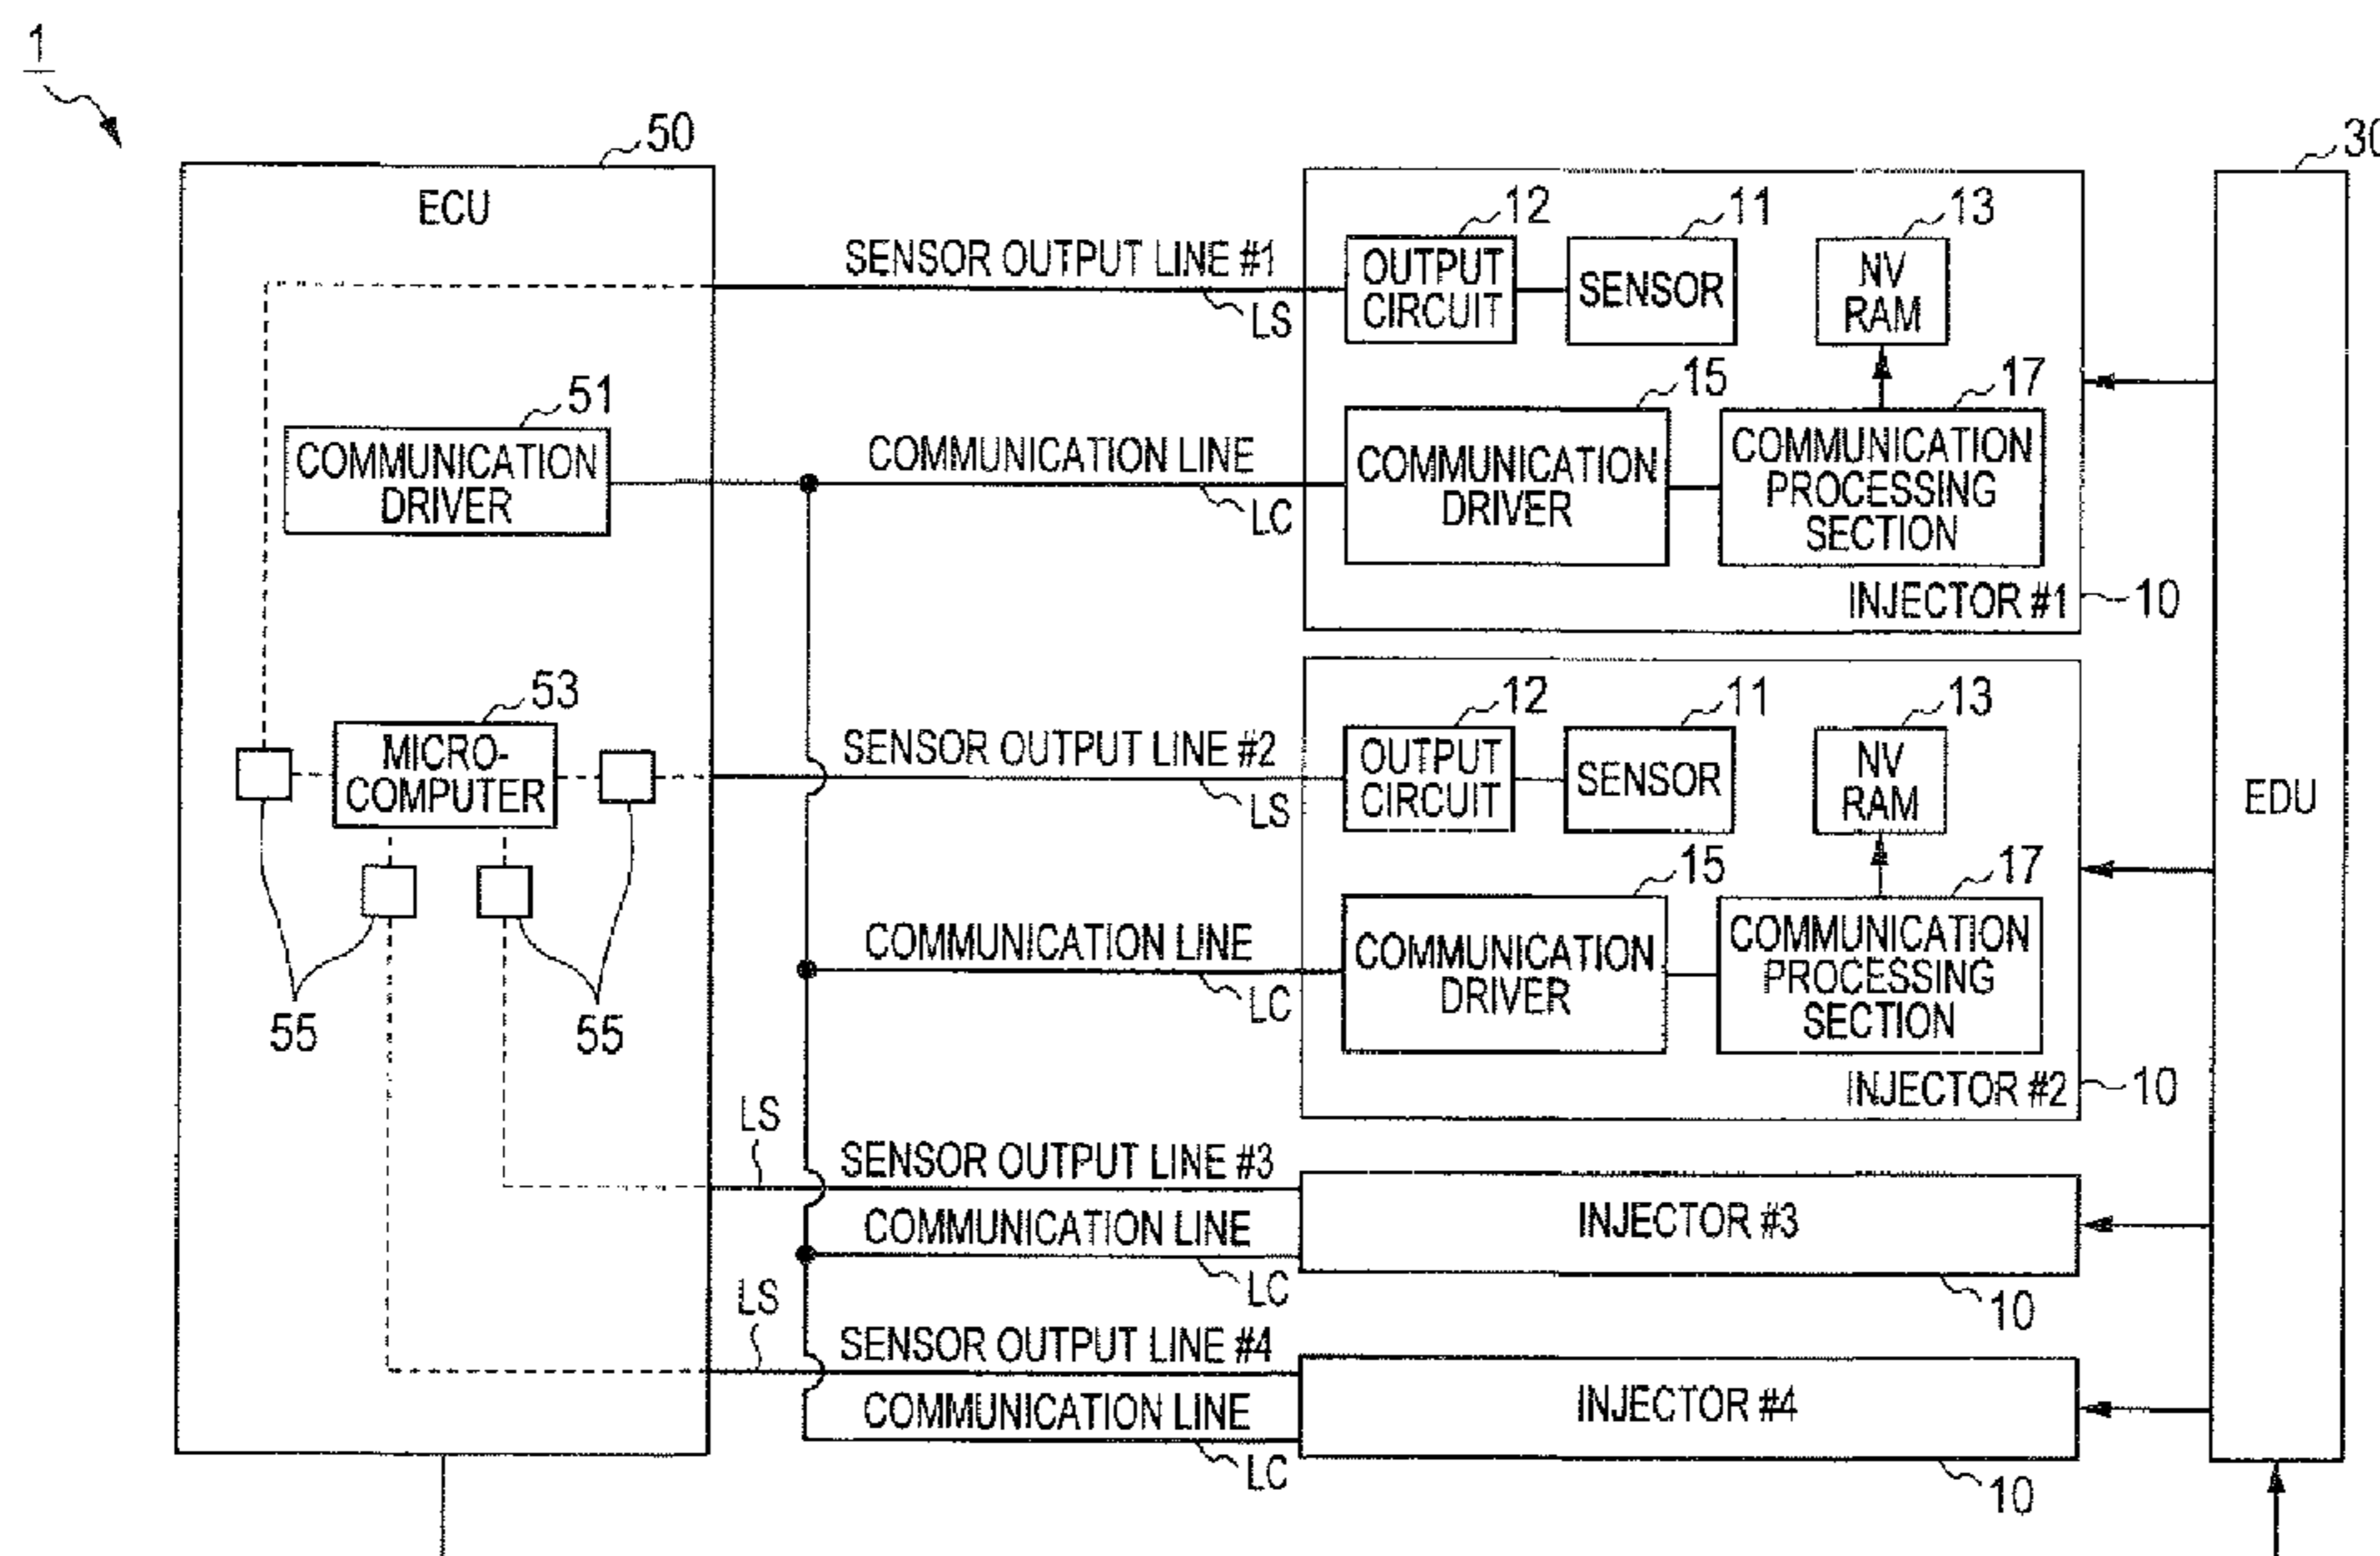 1
50
ECU
SENSOR OUTPUT LINE #1
LS
12
OUTPUT
CIRCUIT
11
SENSOR
13
NV
RAM
30
51
COMMUNICATION
DRIVER
COMMUNICATION LINE
LC
15
COMMUNICATION
DRIVER
17
COMMUNICATION
PROCESSING
SECTION
INJECTOR #1
10
53
MICRO-
COMPUTER
55
55
SENSOR OUTPUT LINE #2
LS
12
OUTPUT
CIRCUIT
11
SENSOR
13
NV
RAM
EDU
COMMUNICATION LINE
LC
15
COMMUNICATION
DRIVER
17
COMMUNICATION
PROCESSING
SECTION
INJECTOR #2
10
LS
SENSOR OUTPUT LINE #3
COMMUNICATION LINE
LC
INJECTOR #3
10
LS
SENSOR OUTPUT LINE #4
COMMUNICATION LINE
LC
INJECTOR #4
10